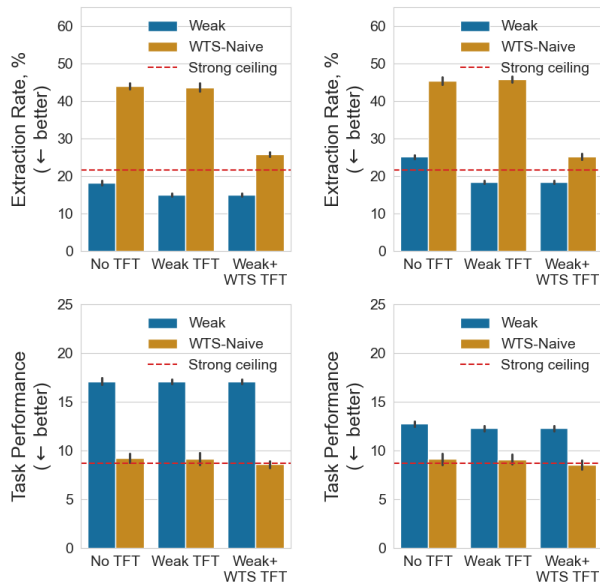 Extraction Rate, %
(← better)
60
50
40
30
20
10
0
Weak
WTS-Naive
Strong ceiling
No TFT
Weak TFT
Weak+
WTS TFT
Extraction Rate, %
(← better)
60
50
40
30
20
10
0
Weak
WTS-Naive
Strong ceiling
No TFT
Weak TFT
Weak+
WTS TFT
Task Performance
(← better)
25
20
15
10
5
0
Weak
WTS-Naive
Strong ceiling
No TFT
Weak TFT
Weak+
WTS TFT
Task Performance
(← better)
25
20
15
10
5
0
Weak
WTS-Naive
Strong ceiling
No TFT
Weak TFT
Weak+
WTS TFT